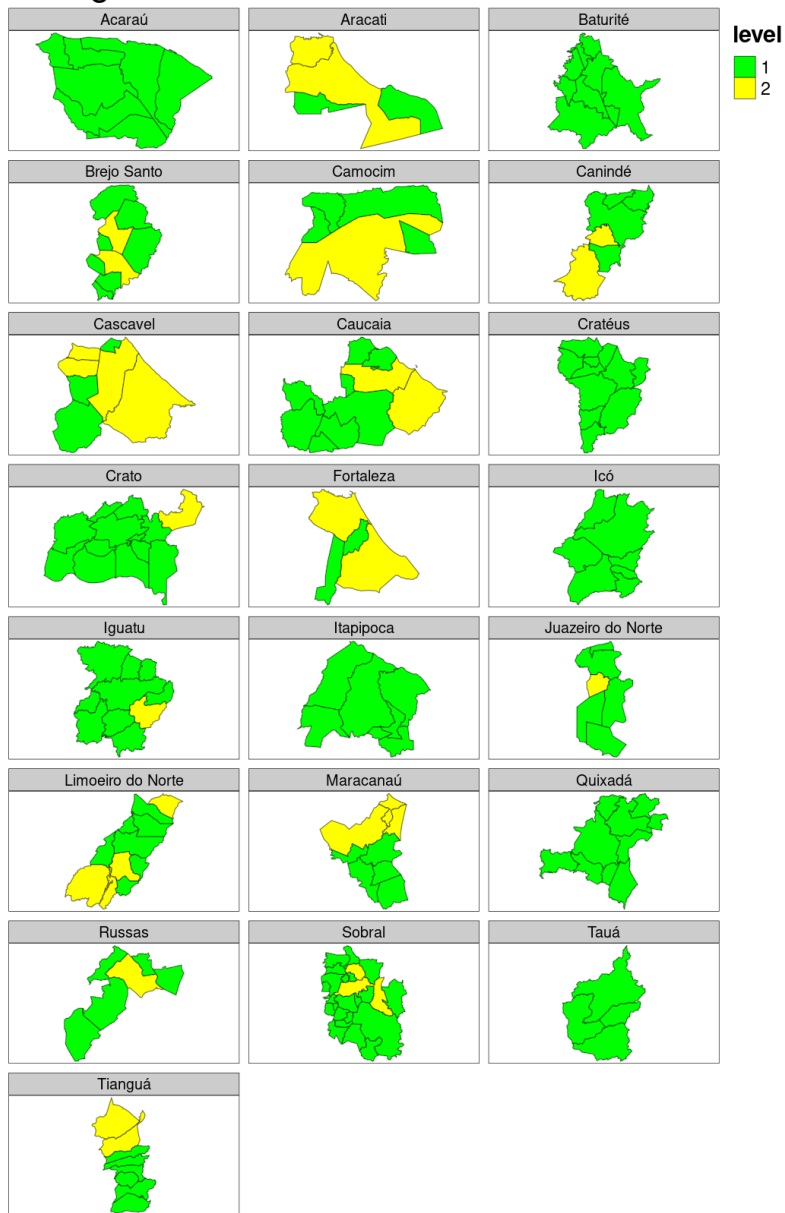 Acaraú Aracati Baturité
level
1
2
Brejo Santo Camocim Canindé
Cascavel Caucaia Cratéus
Crato Fortaleza Icó
Iguatu Itapipoca Juazeiro do Norte
Limoeiro do Norte Maracanaú Quixadá
Russas Sobral Tauá
Tianguá